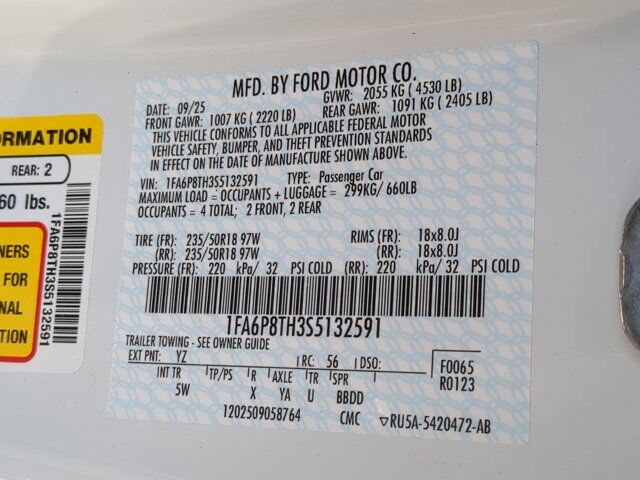 MFD. BY FORD MOTOR CO.
DATE: 09/25 GVWR: 2055 KG ( 4530 LB)
FRONT GAWR: 1007 KG ( 2220 LB) REAR GAWR: 1091 KG ( 2405 LB)
THIS VEHICLE CONFORMS TO ALL APPLICABLE FEDERAL MOTOR
VEHICLE SAFETY, BUMPER, AND THEFT PREVENTION STANDARDS
IN EFFECT ON THE DATE OF MANUFACTURE SHOWN ABOVE.
VIN: 1FA6P8TH3S5132591 TYPE: Passenger Car
MAXIMUM LOAD = OCCUPANTS + LUGGAGE = 299KG/ 660LB
OCCUPANTS = 4 TOTAL; 2 FRONT, 2 REAR
TIRE (FR): 235/50R18 97W RIMS (FR): 18x8.0J
(RR): 235/50R18 97W (RR): 18x8.0J
PRESSURE (FR): 220 kPa/ 32 PSI COLD (RR): 220 kPa/ 32 PSI COLD
1FA6P8TH3S5132591
TRAILER TOWING - SEE OWNER GUIDE
EXT PNT: YZ RC: 56 DSO: F0065
INT TR TP/PS R AXLE TR SPR R0123
5W X YA U BBDD
1202509058764 CMC ▽RU5A-5420472-AB
ORMATION
REAR: 2
60 lbs.
NERS
FOR
NAL
ION
1FA6P8TH3S5132591